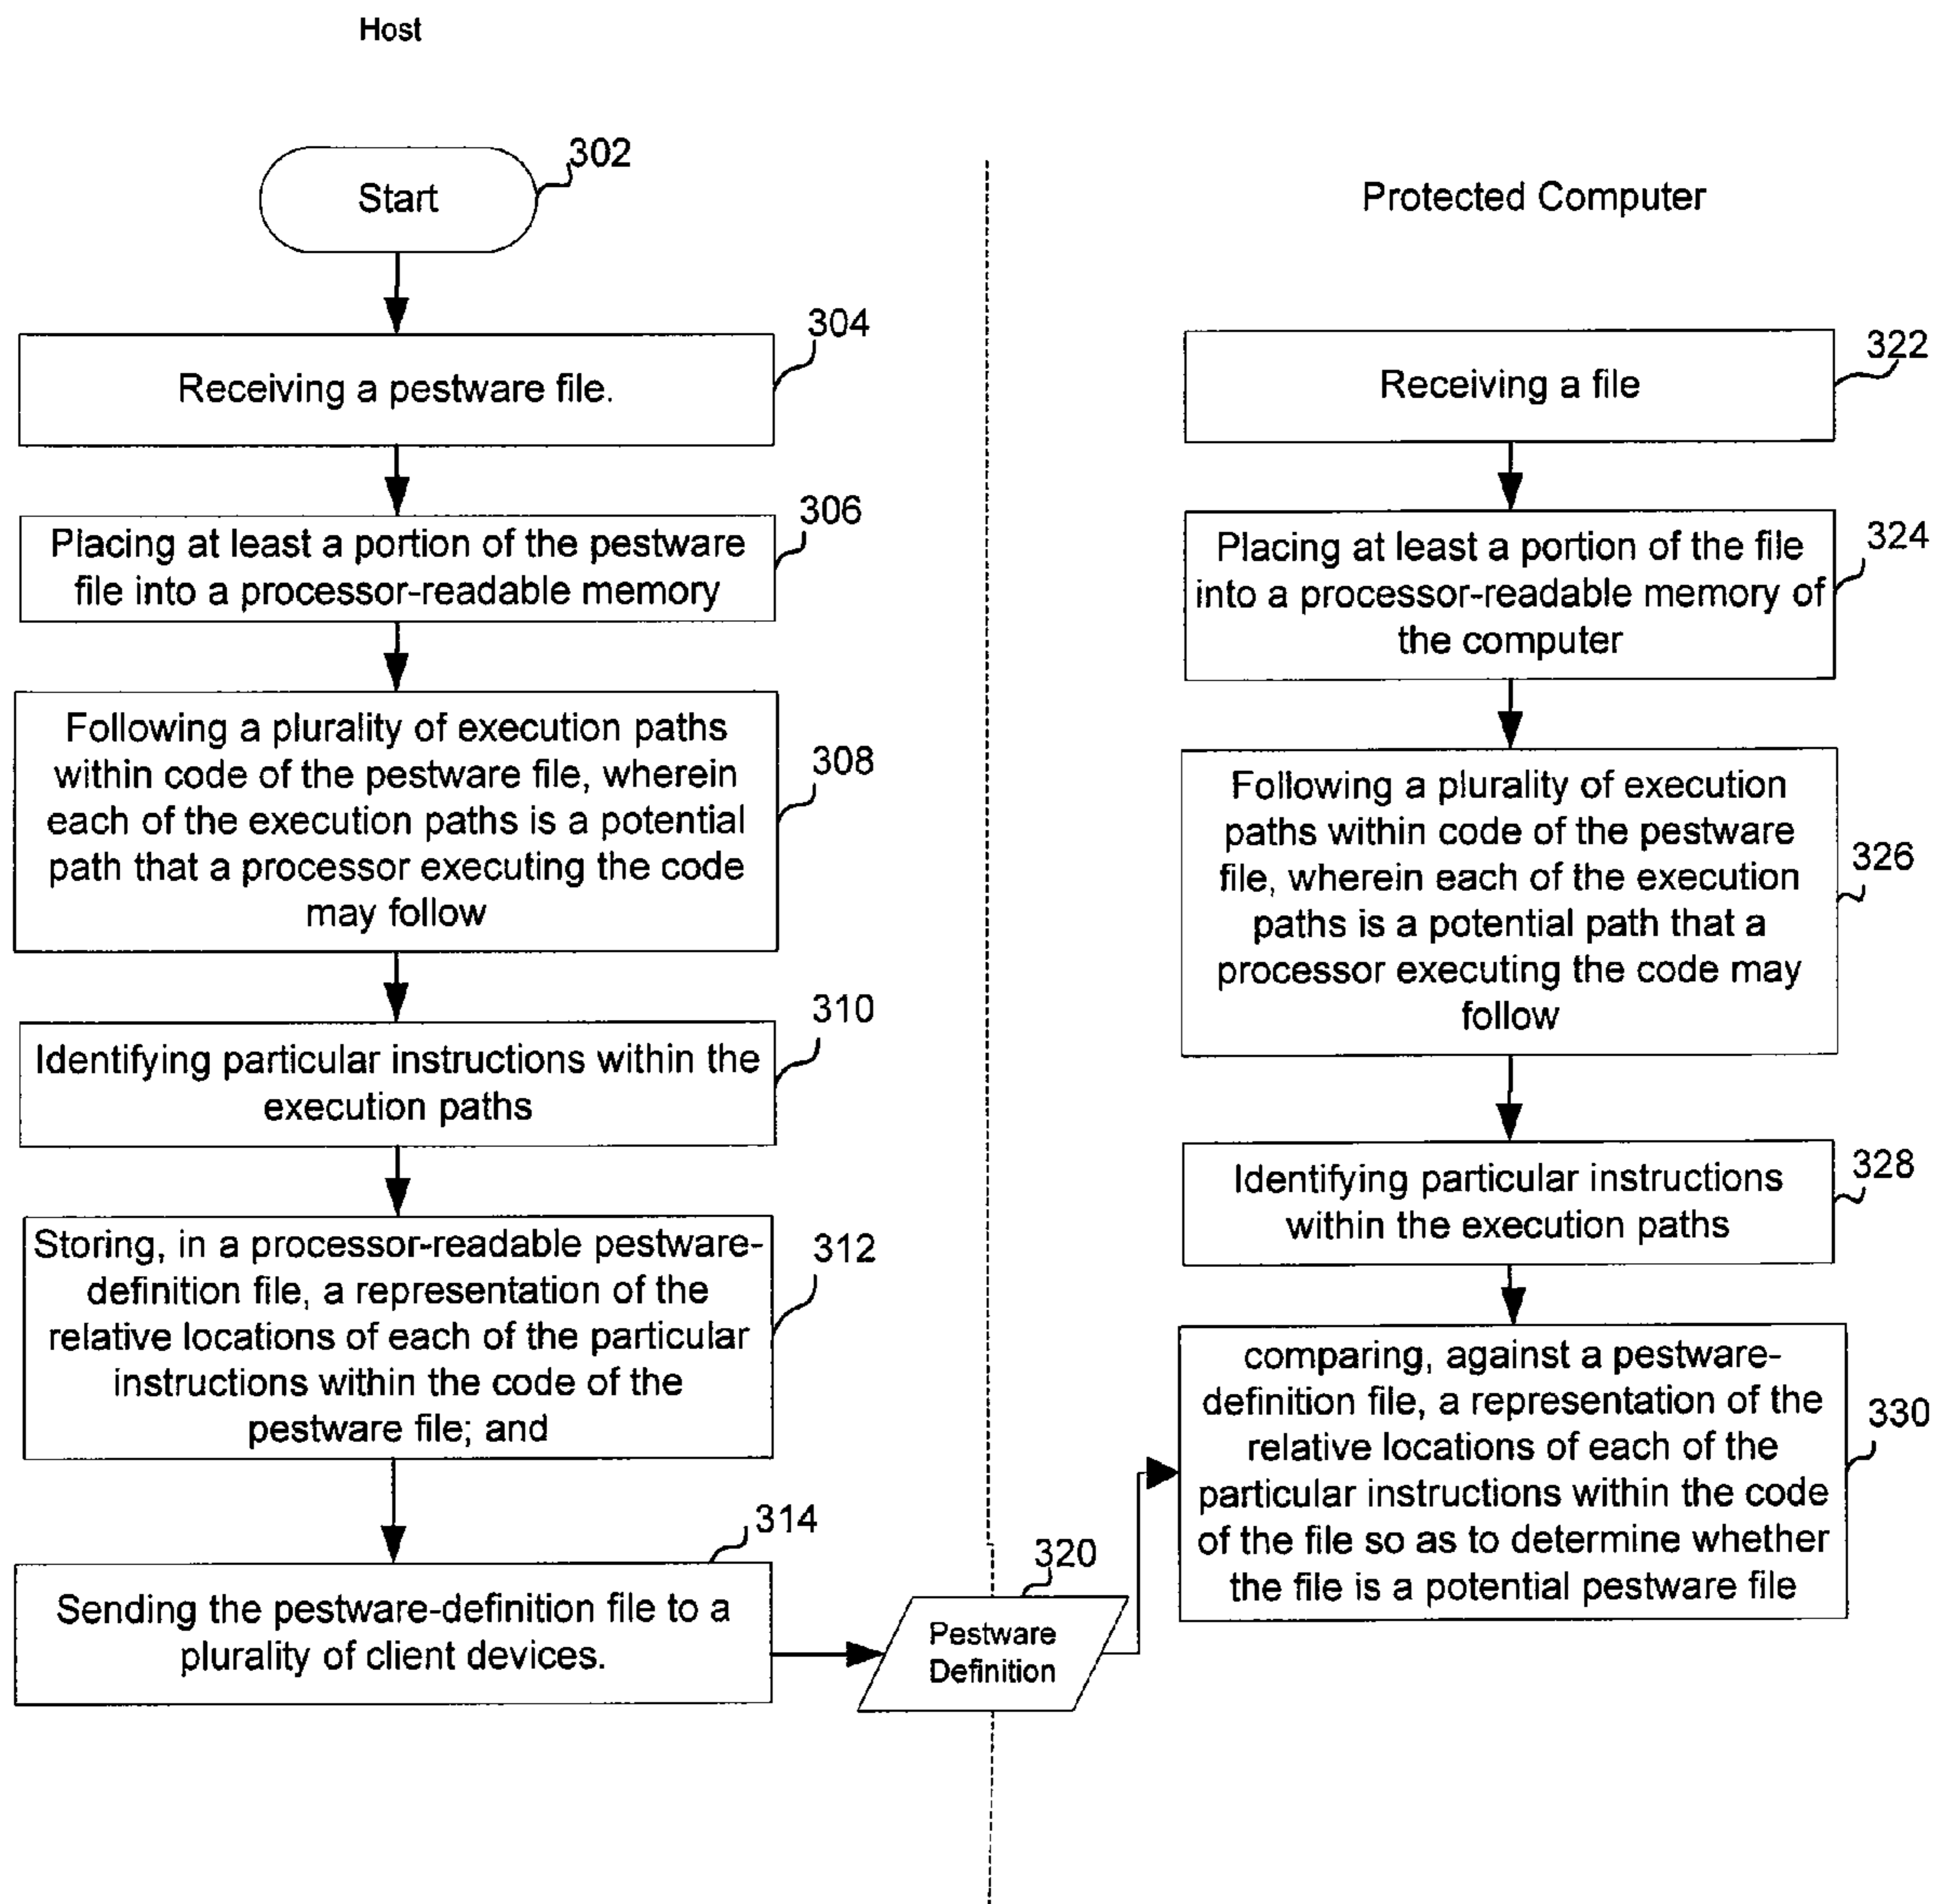 Host
Start
302
Receiving a pestware file.
304
Placing at least a portion of the pestware
file into a processor-readable memory
306
Following a plurality of execution paths
within code of the pestware file, wherein
each of the execution paths is a potential
path that a processor executing the code
may follow
308
Identifying particular instructions within the
execution paths
310
Storing, in a processor-readable pestware-
definition file, a representation of the
relative locations of each of the particular
instructions within the code of the
pestware file; and
312
Sending the pestware-definition file to a
plurality of client devices.
314
Pestware
Definition
320
Protected Computer
Receiving a file
322
Placing at least a portion of the file
into a processor-readable memory of
the computer
324
Following a plurality of execution
paths within code of the pestware
file, wherein each of the execution
paths is a potential path that a
processor executing the code may
follow
326
Identifying particular instructions
within the execution paths
328
comparing, against a pestware-
definition file, a representation of the
relative locations of each of the
particular instructions within the code
of the file so as to determine whether
the file is a potential pestware file
330